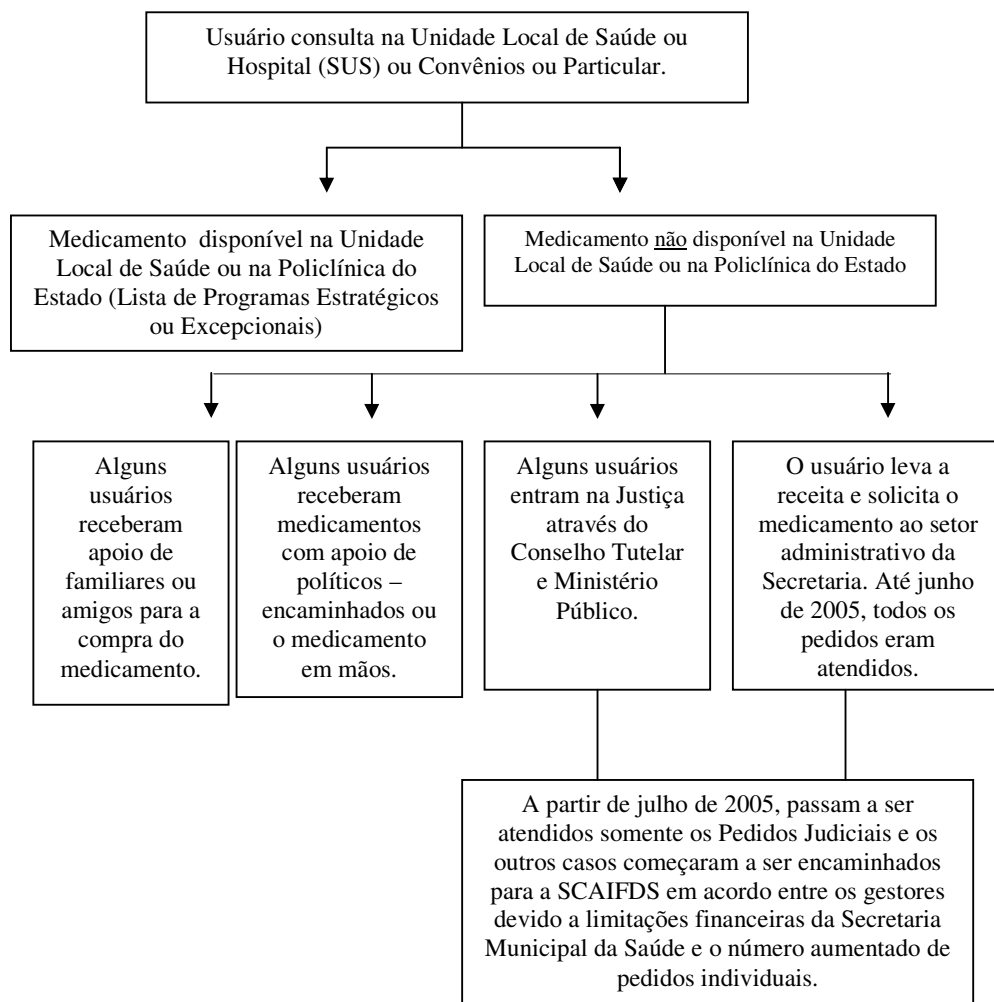 Usuário consulta na Unidade Local de Saúde ou
Hospital (SUS) ou Convênios ou Particular.
Medicamento disponível na Unidade
Local de Saúde ou na Policlínica do
Estado (Lista de Programas Estratégicos
ou Excepcionais)
Medicamento não disponível na Unidade
Local de Saúde ou na Policlínica do Estado
Alguns
usuários
receberam
apoio de
familiares ou
amigos para a
compra do
medicamento.
Alguns usuários
receberam
medicamentos
com apoio de
políticos –
encaminhados ou
o medicamento
em mãos.
Alguns usuários
entram na Justiça
através do
Conselho Tutelar
e Ministério
Público.
O usuário leva a
receita e solicita o
medicamento ao setor
administrativo da
Secretaria. Até junho
de 2005, todos os
pedidos eram
atendidos.
A partir de julho de 2005, passam a ser
atendidos somente os Pedidos Judiciais e os
outros casos começaram a ser encaminhados
para a SCAIFDS em acordo entre os gestores
devido a limitações financeiras da Secretaria
Municipal da Saúde e o número aumentado de
pedidos individuais.